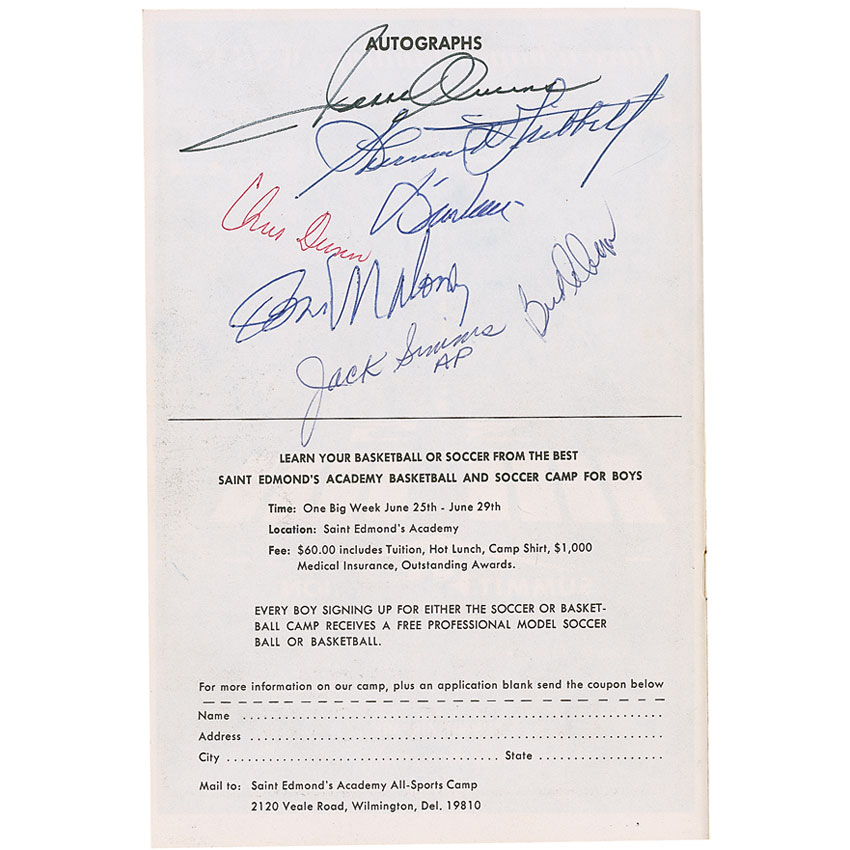 AUTOGRAPHS
Jesse Owens
Chris Dunn
Jack Simms
AP
LEARN YOUR BASKETBALL OR SOCCER FROM THE BEST
SAINT EDMOND'S ACADEMY BASKETBALL AND SOCCER CAMP FOR BOYS
Time: One Big Week June 25th - June 29th
Location: Saint Edmond's Academy
Fee: $60.00 includes Tuition, Hot Lunch, Camp Shirt, $1,000
Medical Insurance, Outstanding Awards.
EVERY BOY SIGNING UP FOR EITHER THE SOCCER OR BASKET-
BALL CAMP RECEIVES A FREE PROFESSIONAL MODEL SOCCER
BALL OR BASKETBALL.
For more information on our camp, plus an application blank send the coupon below
Name
Address
City State
Mail to: Saint Edmond's Academy All-Sports Camp
2120 Veale Road, Wilmington, Del. 19810